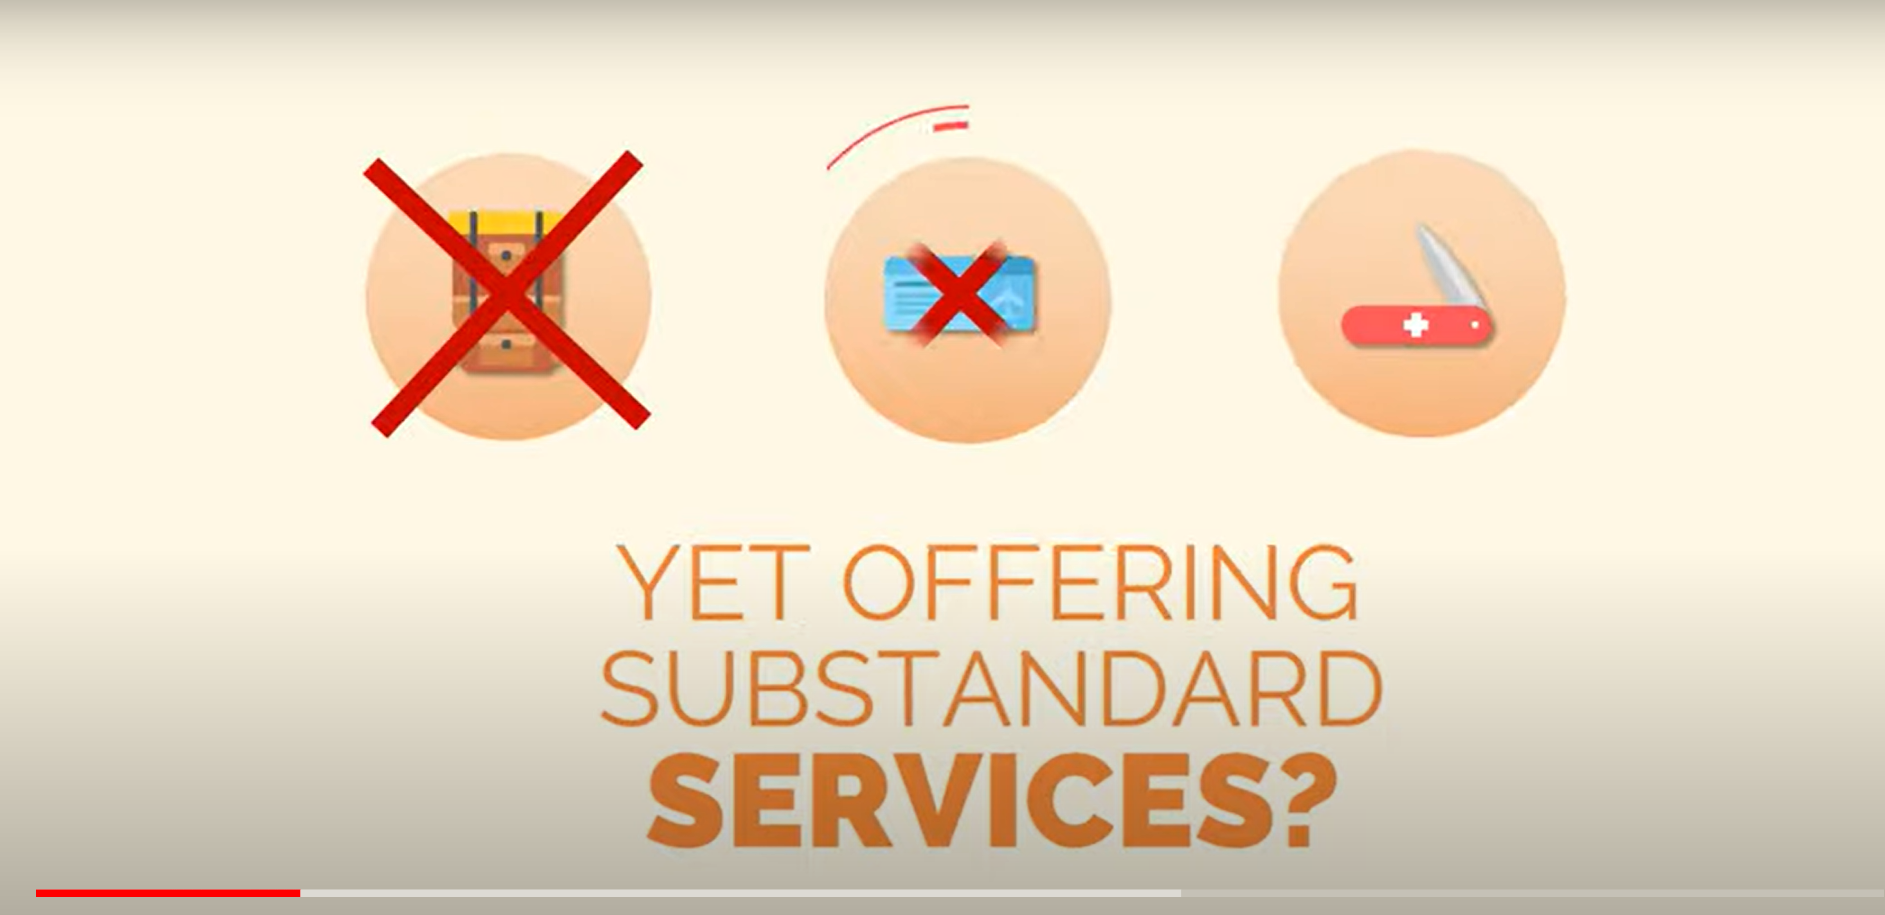 YET OFFERING
SUBSTANDARD
SERVICES?